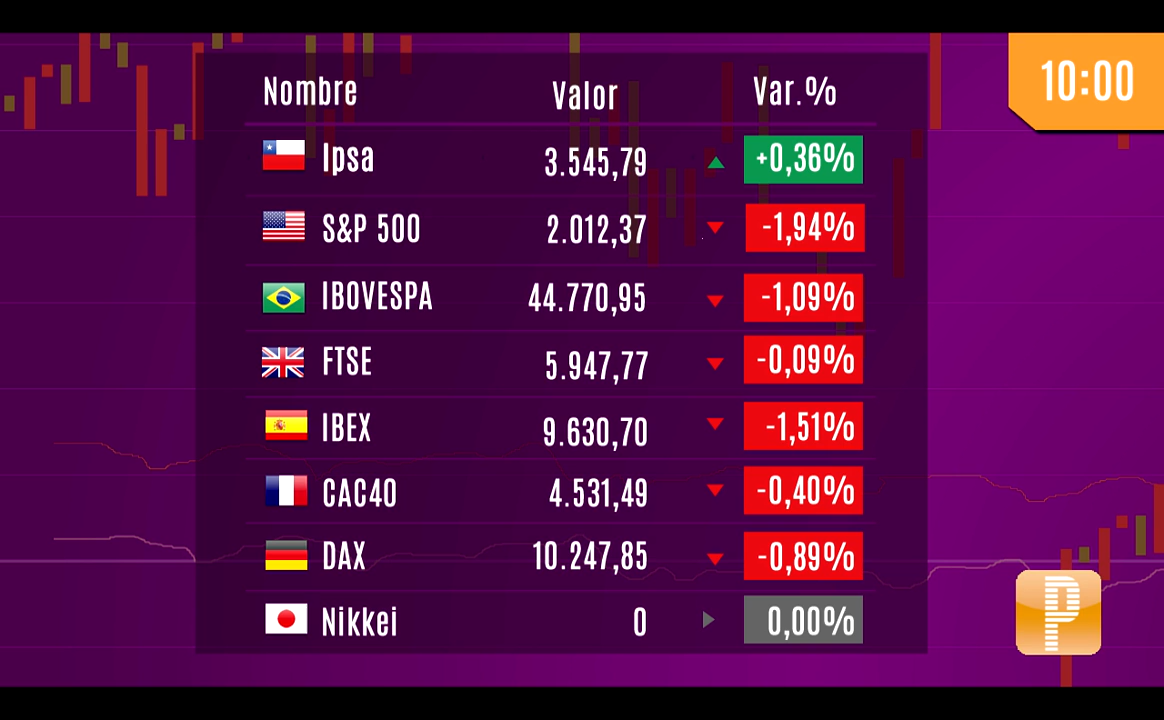 10:00
Nombre Valor Var.%
Ipsa 3.545,79 +0,36%
S&P 500 2.012,37 -1,94%
IBOVESPA 44.770,95 -1,09%
FTSE 5.947,77 -0,09%
IBEX 9.630,70 -1,51%
CAC40 4.531,49 -0,40%
DAX 10.247,85 -0,89%
Nikkei 0 0,00%
P